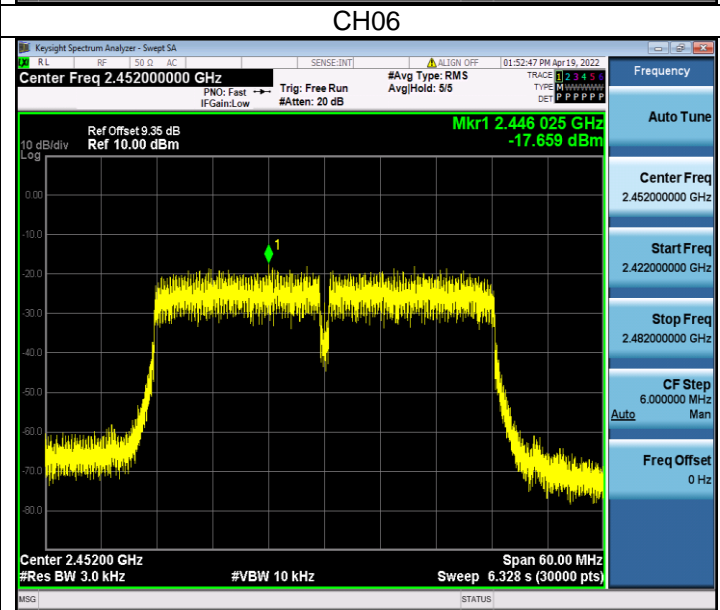 CH06
Keysight Spectrum Analyzer - Swept SA
RL RF 50 Ω AC SENSE:INT ALIGN OFF 01:52:47 PM Apr 19, 2022
Center Freq 2.452000000 GHz
PNO: Fast
IFGain:Low
Trig: Free Run
#Atten: 20 dB
#Avg Type: RMS
Avg|Hold: 5/5
TRACE 1 2 3 4 5 6
TYPE M W W W W W
DET P P P P P P
Ref Offset 9.35 dB
Ref 10.00 dBm
10 dB/div
Log
Mkr1 2.446 025 GHz
-17.659 dBm
0.00
-10.0
-20.0
-30.0
-40.0
-50.0
-60.0
-70.0
-80.0
1
Center 2.45200 GHz
#Res BW 3.0 kHz
#VBW 10 kHz
Span 60.00 MHz
Sweep 6.328 s (30000 pts)
MSG
STATUS
Frequency
Auto Tune
Center Freq
2.452000000 GHz
Start Freq
2.422000000 GHz
Stop Freq
2.482000000 GHz
CF Step
6.000000 MHz
Auto Man
Freq Offset
0 Hz